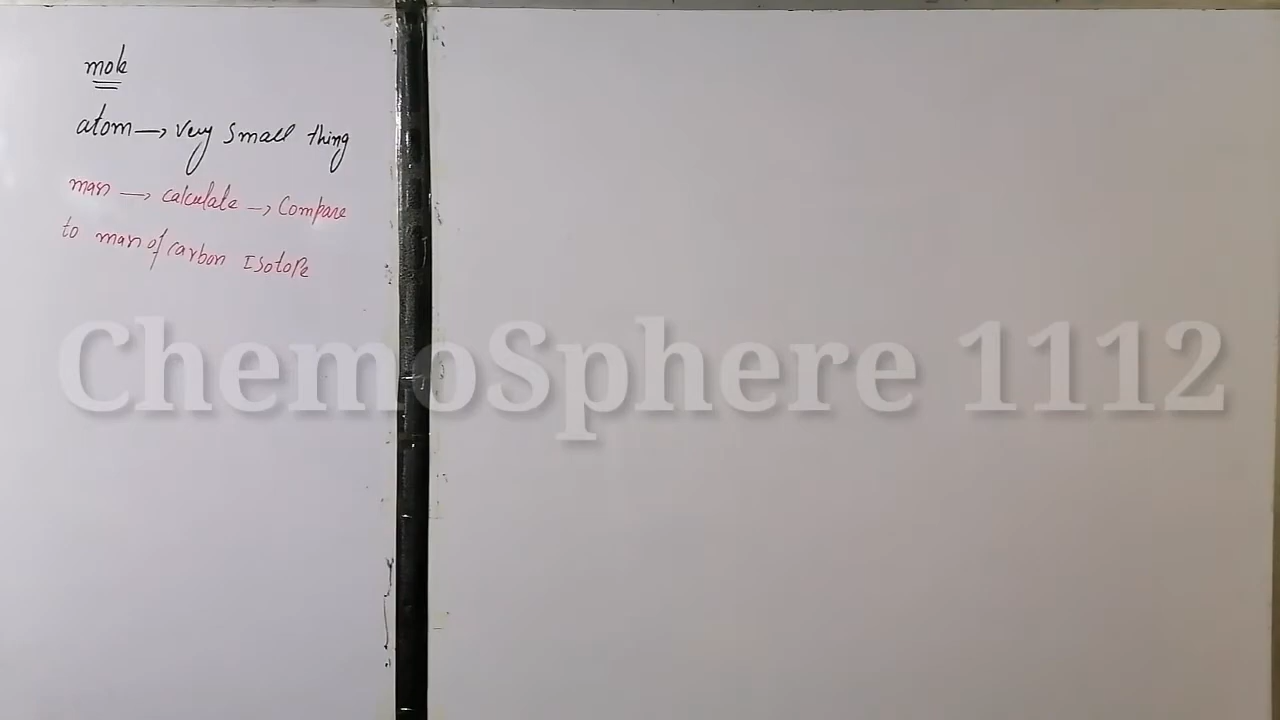 mole
atom → very small thing
mass → calculate → Compare
to mass of carbon Isotope
ChemoSphere 1112